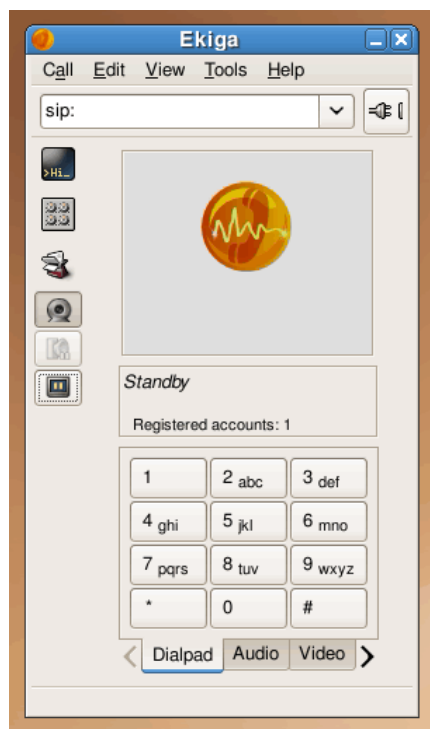 Ekiga
Call Edit View Tools Help
sip:
>Hi_
Standby
Registered accounts: 1
1 2 abc 3 def
4 ghi 5 jkl 6 mno
7 pqrs 8 tuv 9 wxyz
* 0 #
Dialpad Audio Video